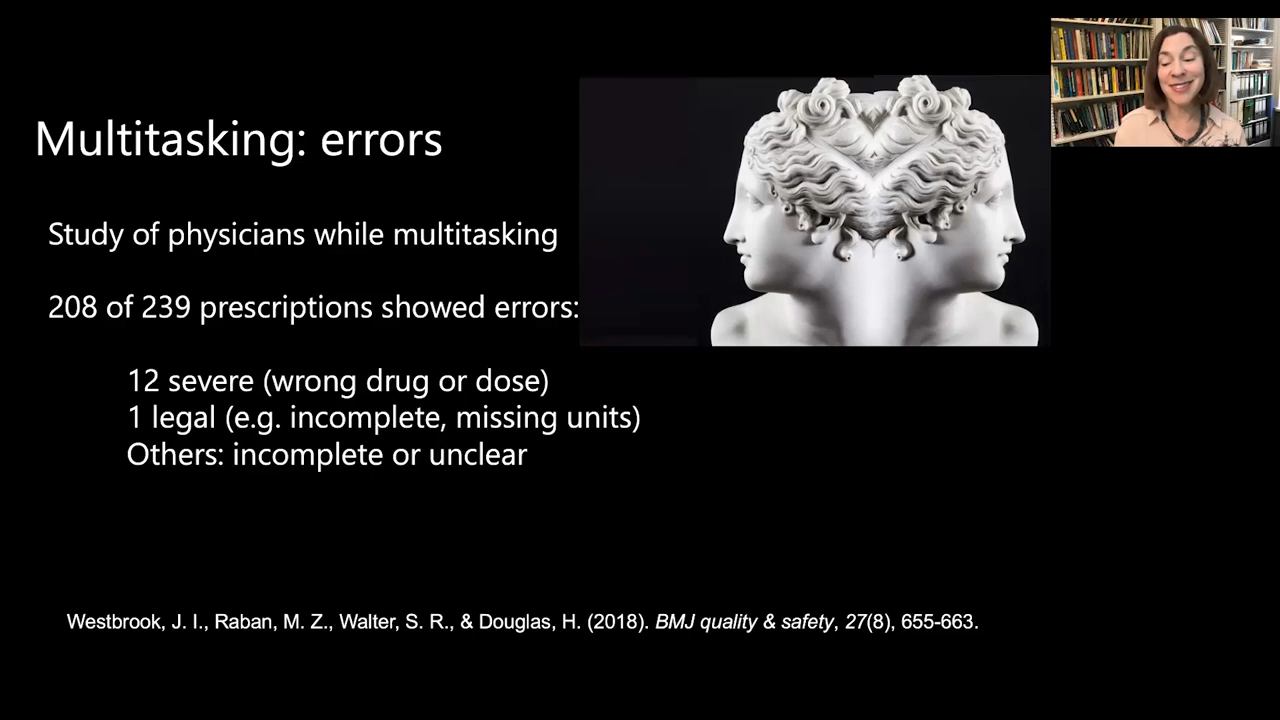 Multitasking: errors
Study of physicians while multitasking
208 of 239 prescriptions showed errors:
12 severe (wrong drug or dose)
1 legal (e.g. incomplete, missing units)
Others: incomplete or unclear
Westbrook, J. I., Raban, M. Z., Walter, S. R., & Douglas, H. (2018). BMJ quality & safety, 27(8), 655-663.